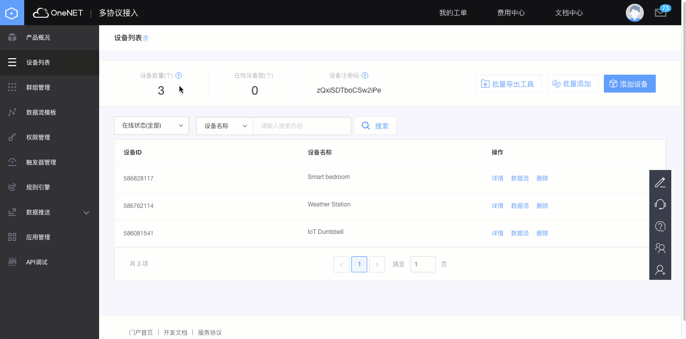 OneNET | 多协议接入
我的工单 费用中心 文档中心 23
产品概况
设备列表
群组管理
数据流模板
权限管理
触发器管理
规则引擎
数据推送
应用管理
API调试
设备列表
设备数量(个)
3
在线设备数(个)
0
设备注册码
zQxiSDTboCSw2iPe
批量导出工具
批量添加
添加设备
在线状态(全部)
设备名称
请输入搜索内容
搜索
设备ID 设备名称 操作
586828117 Smart bedroom 详情 数据流 删除
586762114 Weather Station 详情 数据流 删除
586081541 IoT Dumbbell 详情 数据流 删除
共 3 项 < 1 > 跳至 1 页
门户首页 | 开发文档 | 服务协议